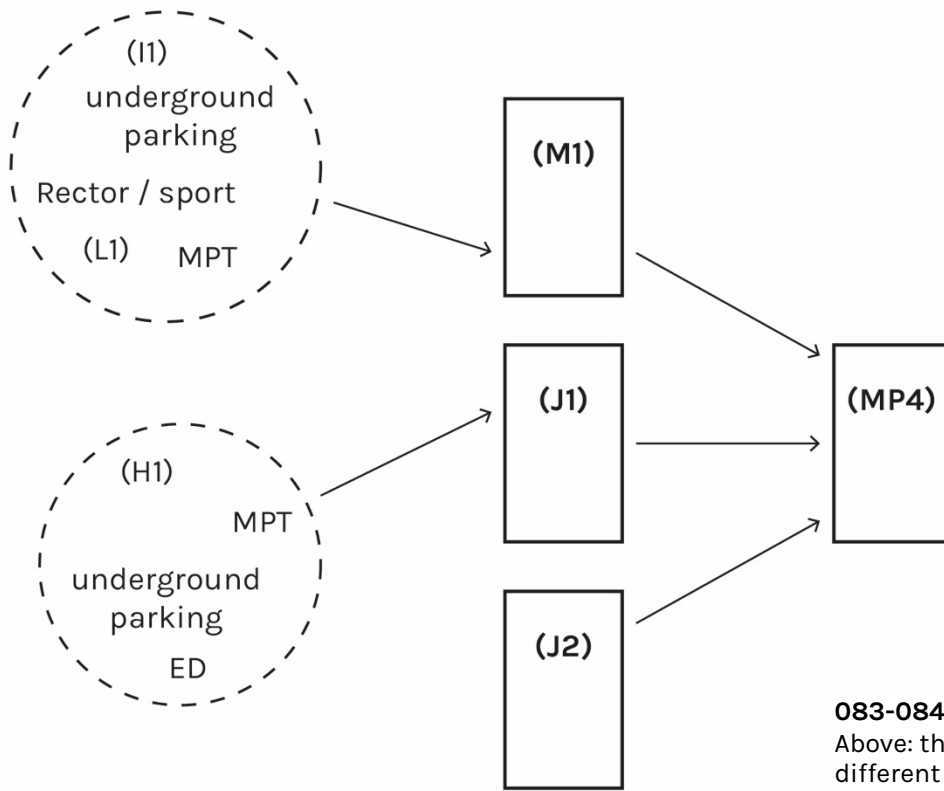 (I1)
underground
parking
Rector / sport
(L1) MPT
(M1)
(J1)
(MP4)
(H1)
MPT
underground
parking
ED
(J2)
083-084
Above: th
different